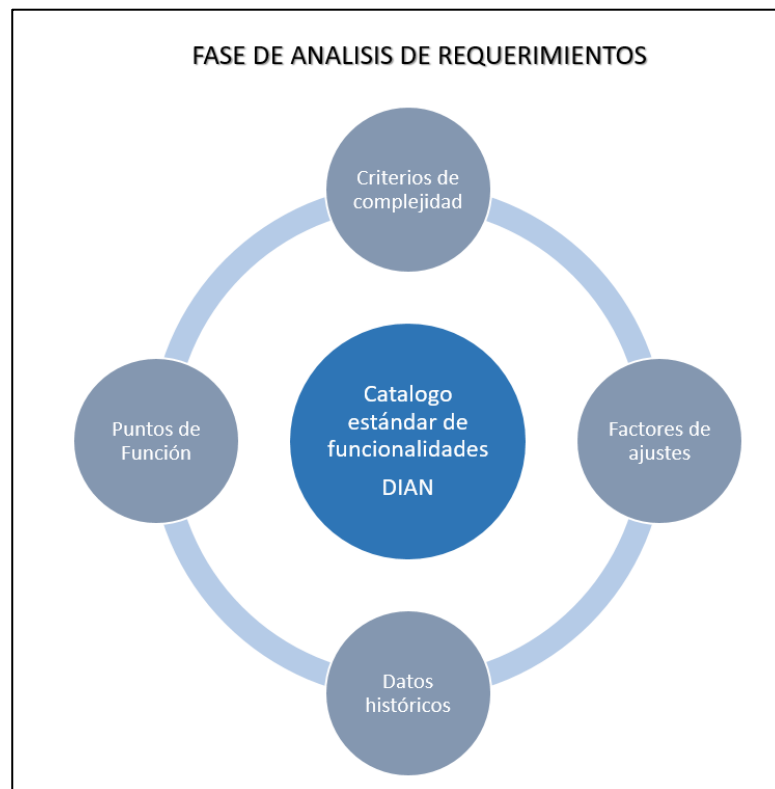 FASE DE ANALISIS DE REQUERIMIENTOS
Criterios de
complejidad
Puntos de
Función
Catalogo
estándar de
funcionalidades
DIAN
Factores de
ajustes
Datos
históricos